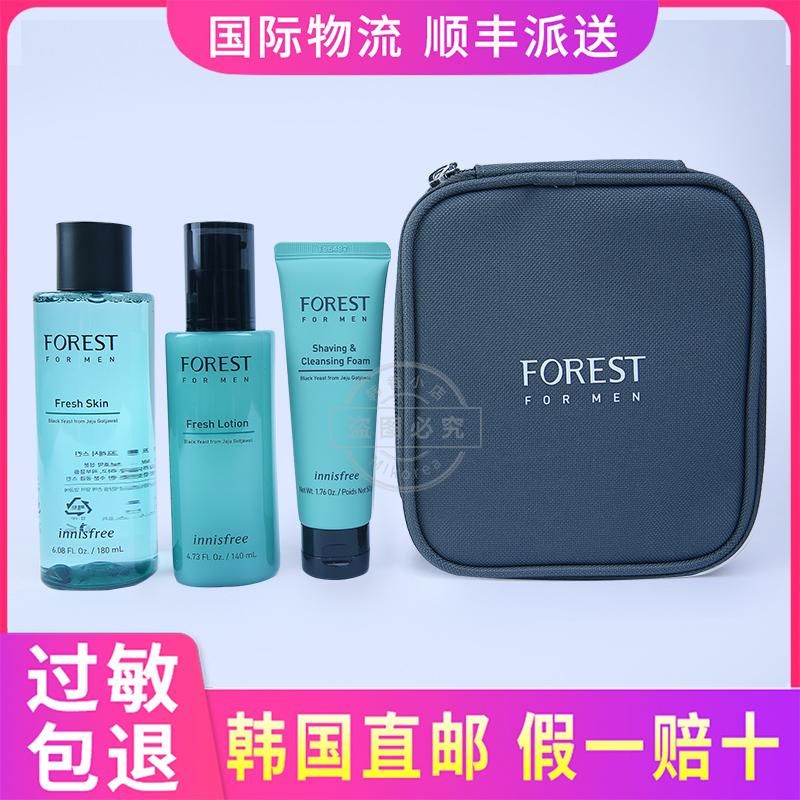 国际物流 顺丰派送
FOREST
FOR MEN
Fresh Skin
Black Yeast from Jeju Gotjawal
innisfree
6.08 Fl. Oz. / 180 mL
FOREST
FOR MEN
Fresh Lotion
Black Yeast from Jeju Gotjawal
innisfree
4.73 Fl. Oz. / 140 mL
FOREST
FOR MEN
Shaving &
Cleansing Foam
Black Yeast from Jeju Gotjawal
innisfree
Net Wt. 1.76 Oz. / Poids Net
FOREST
FOR MEN
盗图必究
过敏
包退
韩国直邮 假一赔十